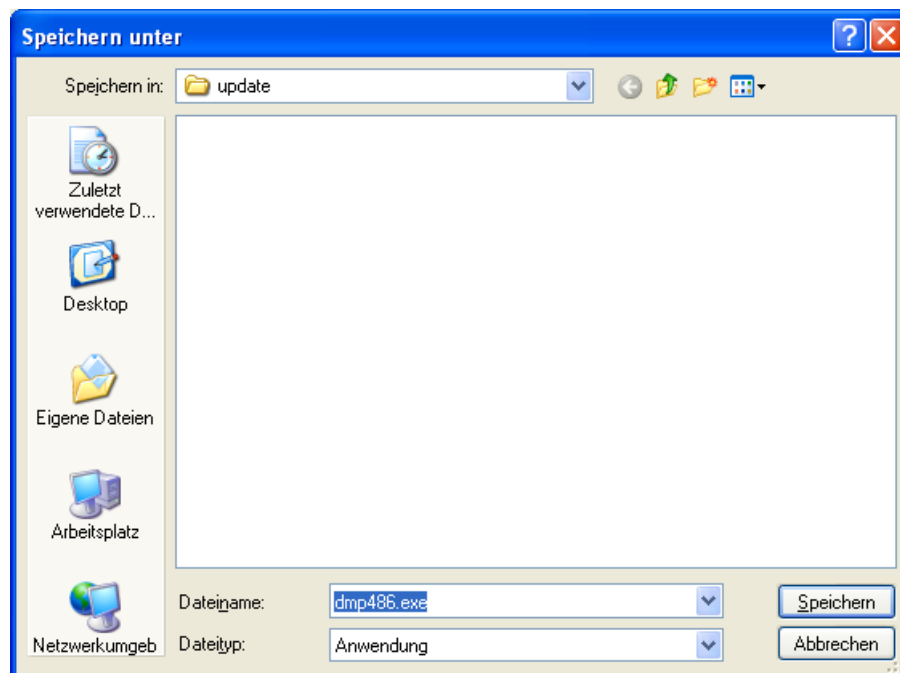 Speichern unter
Speichern in:
update
Zuletzt
verwendete D...
Desktop
Eigene Dateien
Arbeitsplatz
Netzwerkumgeb
Dateiname:
dmp486.exe
Speichern
Dateityp:
Anwendung
Abbrechen